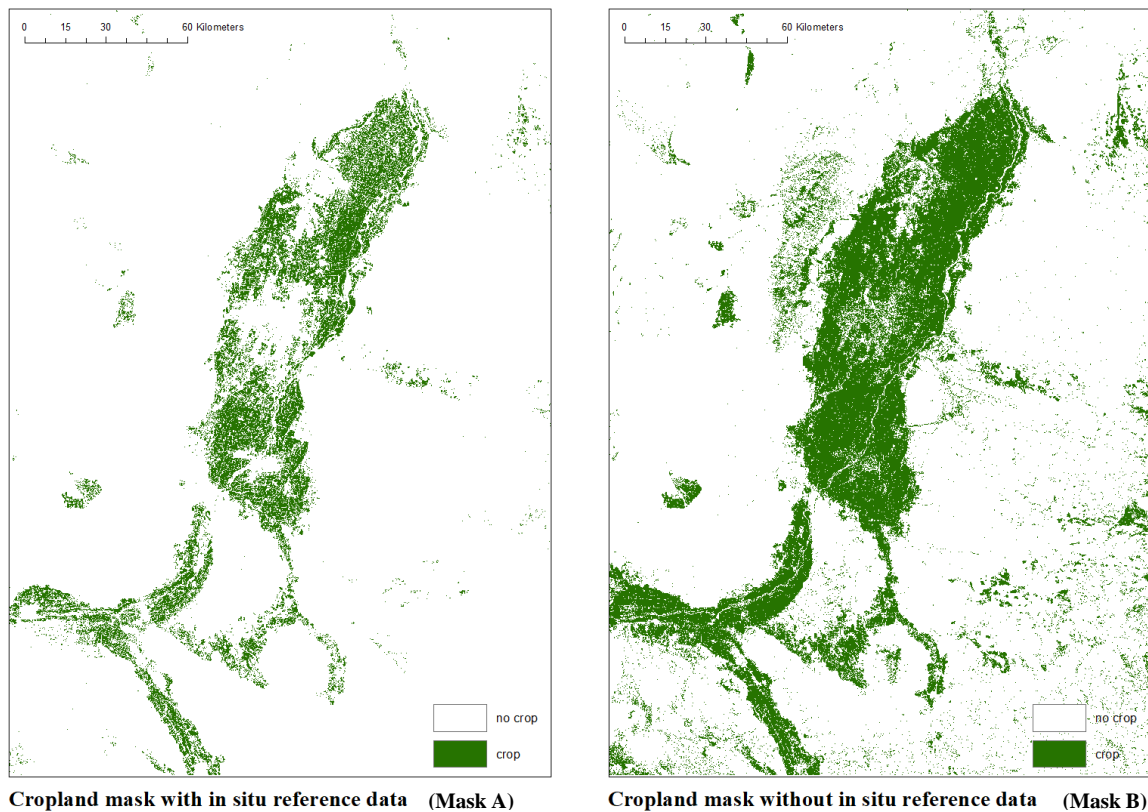 0 15 30 60 Kilometers
no crop
crop
Cropland mask with in situ reference data (Mask A)
0 15 30 60 Kilometers
no crop
crop
Cropland mask without in situ reference data (Mask B)